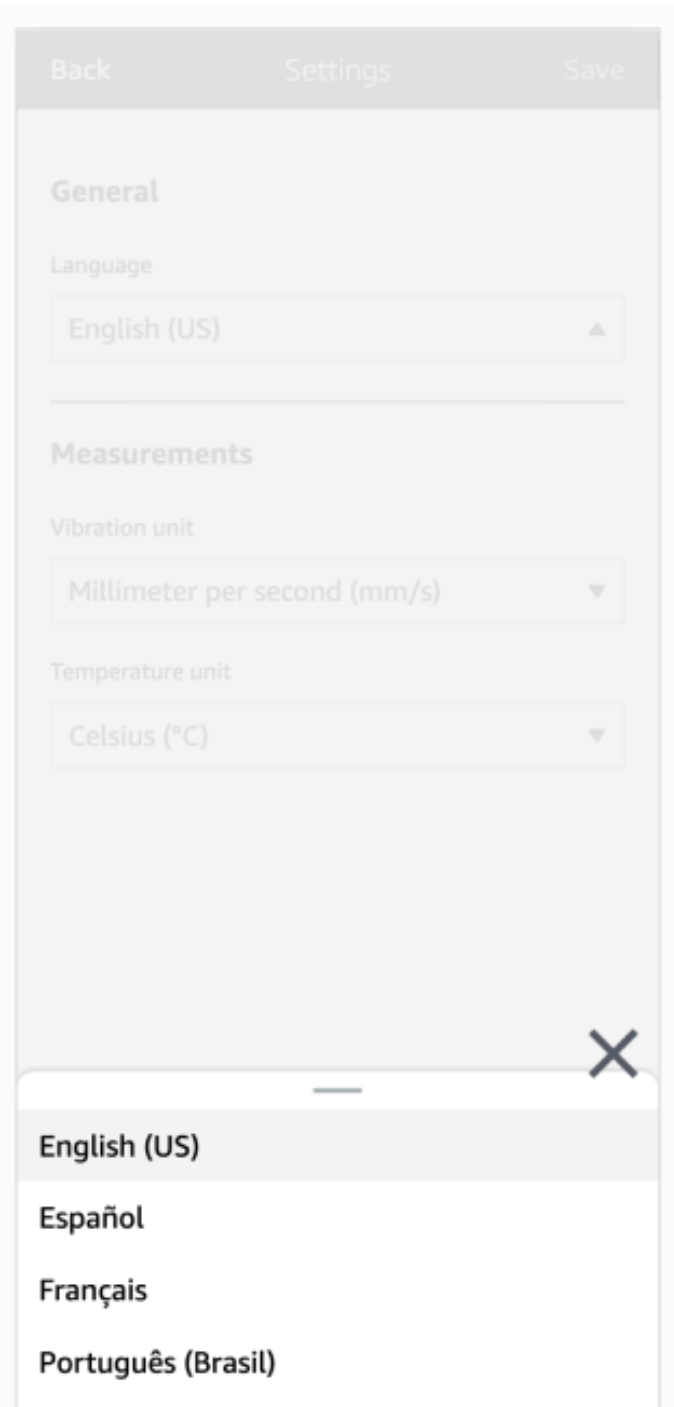 Back Settings Save
General
Language
English (US)
Measurements
Vibration unit
Millimeter per second (mm/s)
Temperature unit
Celsius (°C)
English (US)
Español
Français
Português (Brasil)